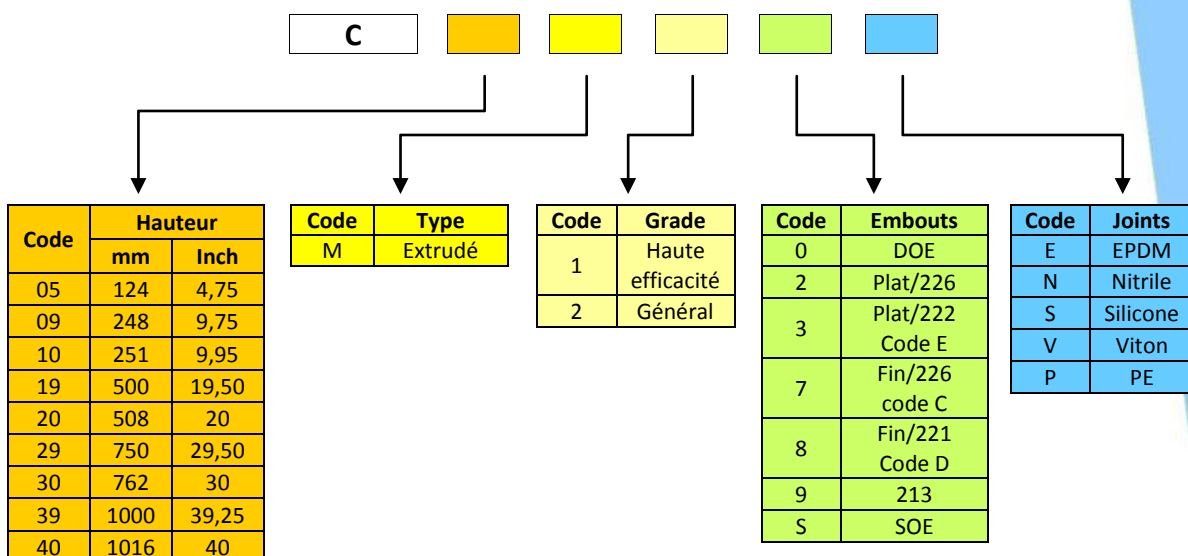 C
Code Hauteur
mm Inch
05 124 4,75
09 248 9,75
10 251 9,95
19 500 19,50
20 508 20
29 750 29,50
30 762 30
39 1000 39,25
40 1016 40
Code Type
M Extrudé
Code Grade
1 Haute
efficacité
2 Général
Code Embouts
0 DOE
2 Plat/226
3 Plat/222
Code E
7 Fin/226
code C
8 Fin/221
Code D
9 213
S SOE
Code Joints
E EPDM
N Nitrile
S Silicone
V Viton
P PE